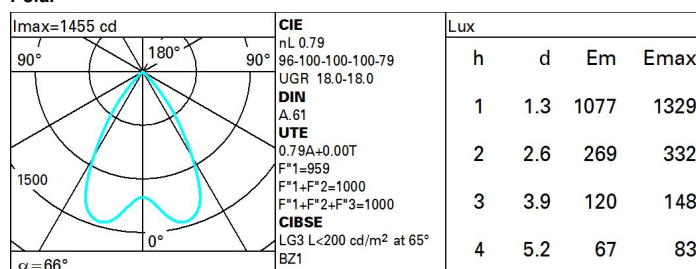 Imax=1455 cd
90°
180°
90°
1500
0°
α=66°
CIE
nL 0.79
96-100-100-100-79
UGR 18.0-18.0
DIN
A.61
UTE
0.79A+0.00T
F"1=959
F"1+F"2=1000
F"1+F"2+F"3=1000
CIBSE
LG3 L<200 cd/m² at 65°
BZ1
Lux
h d Em Emax
1 1.3 1077 1329
2 2.6 269 332
3 3.9 120 148
4 5.2 67 83